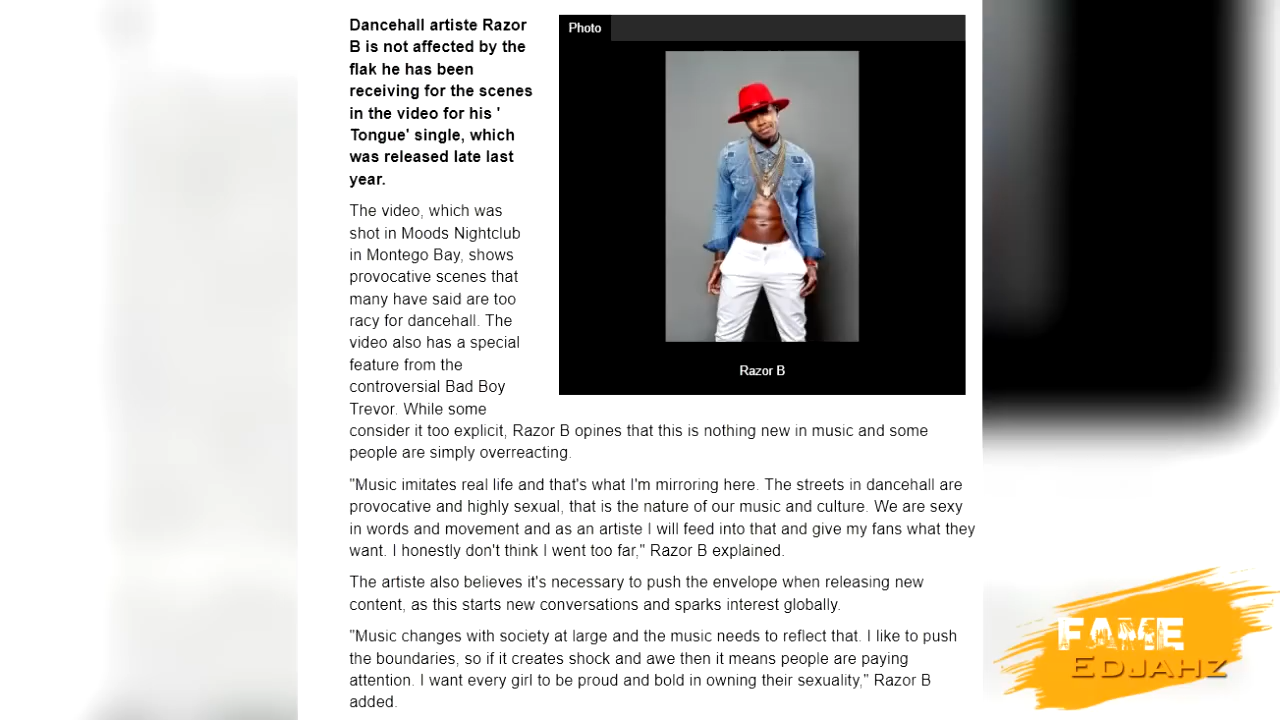 Dancehall artiste Razor
B is not affected by the
flak he has been
receiving for the scenes
in the video for his '
Tongue' single, which
was released late last
year.
The video, which was
shot in Moods Nightclub
in Montego Bay, shows
provocative scenes that
many have said are too
racy for dancehall. The
video also has a special
feature from the
controversial Bad Boy
Trevor. While some
consider it too explicit, Razor B opines that this is nothing new in music and some
people are simply overreacting.
"Music imitates real life and that's what I'm mirroring here. The streets in dancehall are
provocative and highly sexual, that is the nature of our music and culture. We are sexy
in words and movement and as an artiste I will feed into that and give my fans what they
want. I honestly don't think I went too far," Razor B explained.
The artiste also believes it's necessary to push the envelope when releasing new
content, as this starts new conversations and sparks interest globally.
"Music changes with society at large and the music needs to reflect that. I like to push
the boundaries, so if it creates shock and awe then it means people are paying
attention. I want every girl to be proud and bold in owning their sexuality," Razor B
added.
Photo
Razor B
FAME
EDJAHZ